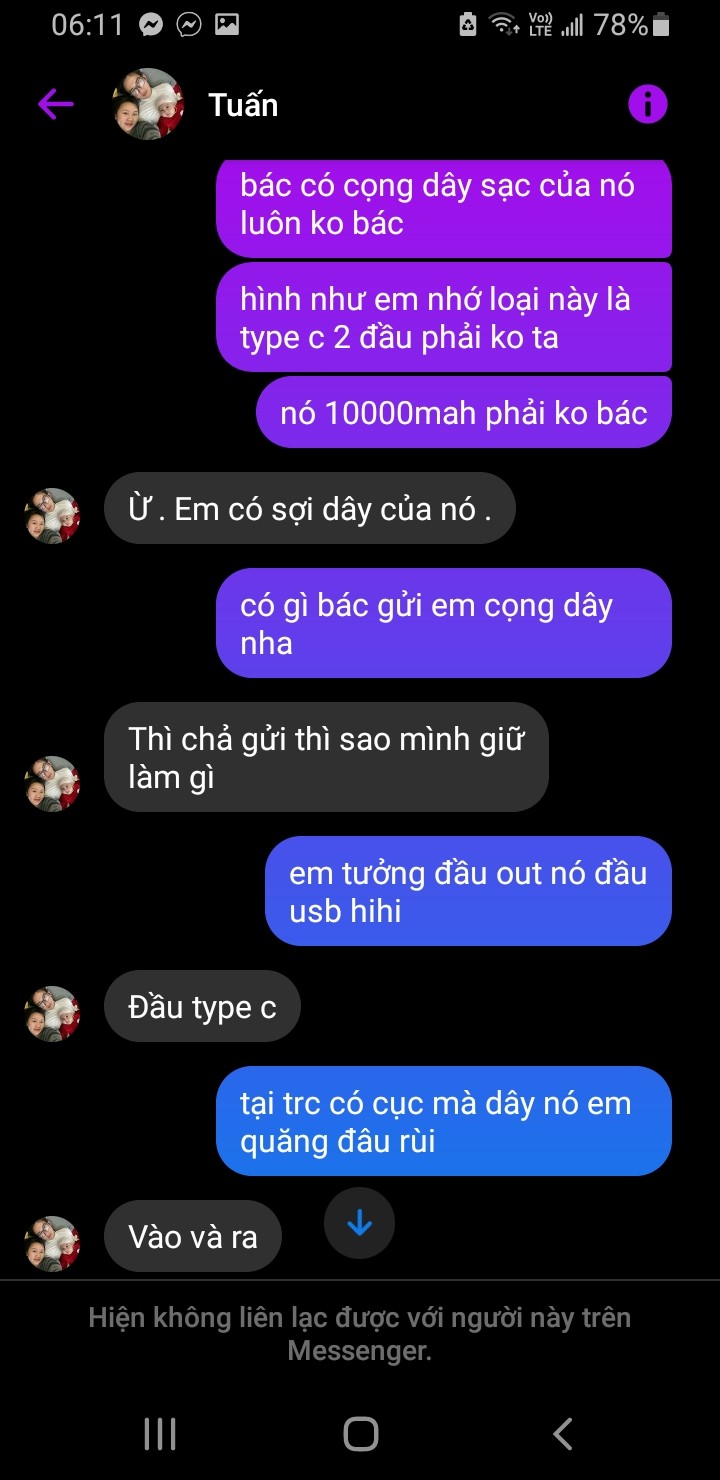 06:11
Vo))
LTE
78%
Tuấn
bác có cọng dây sạc của nó
luôn ko bác
hình như em nhớ loại này là
type c 2 đầu phải ko ta
nó 10000mah phải ko bác
Ừ . Em có sợi dây của nó .
có gì bác gửi em cọng dây
nha
Thì chả gửi thì sao mình giữ
làm gì
em tưởng đầu out nó đầu
usb hihi
Đầu type c
tại trc có cục mà dây nó em
quăng đâu rùi
Vào và ra
Hiện không liên lạc được với người này trên
Messenger.